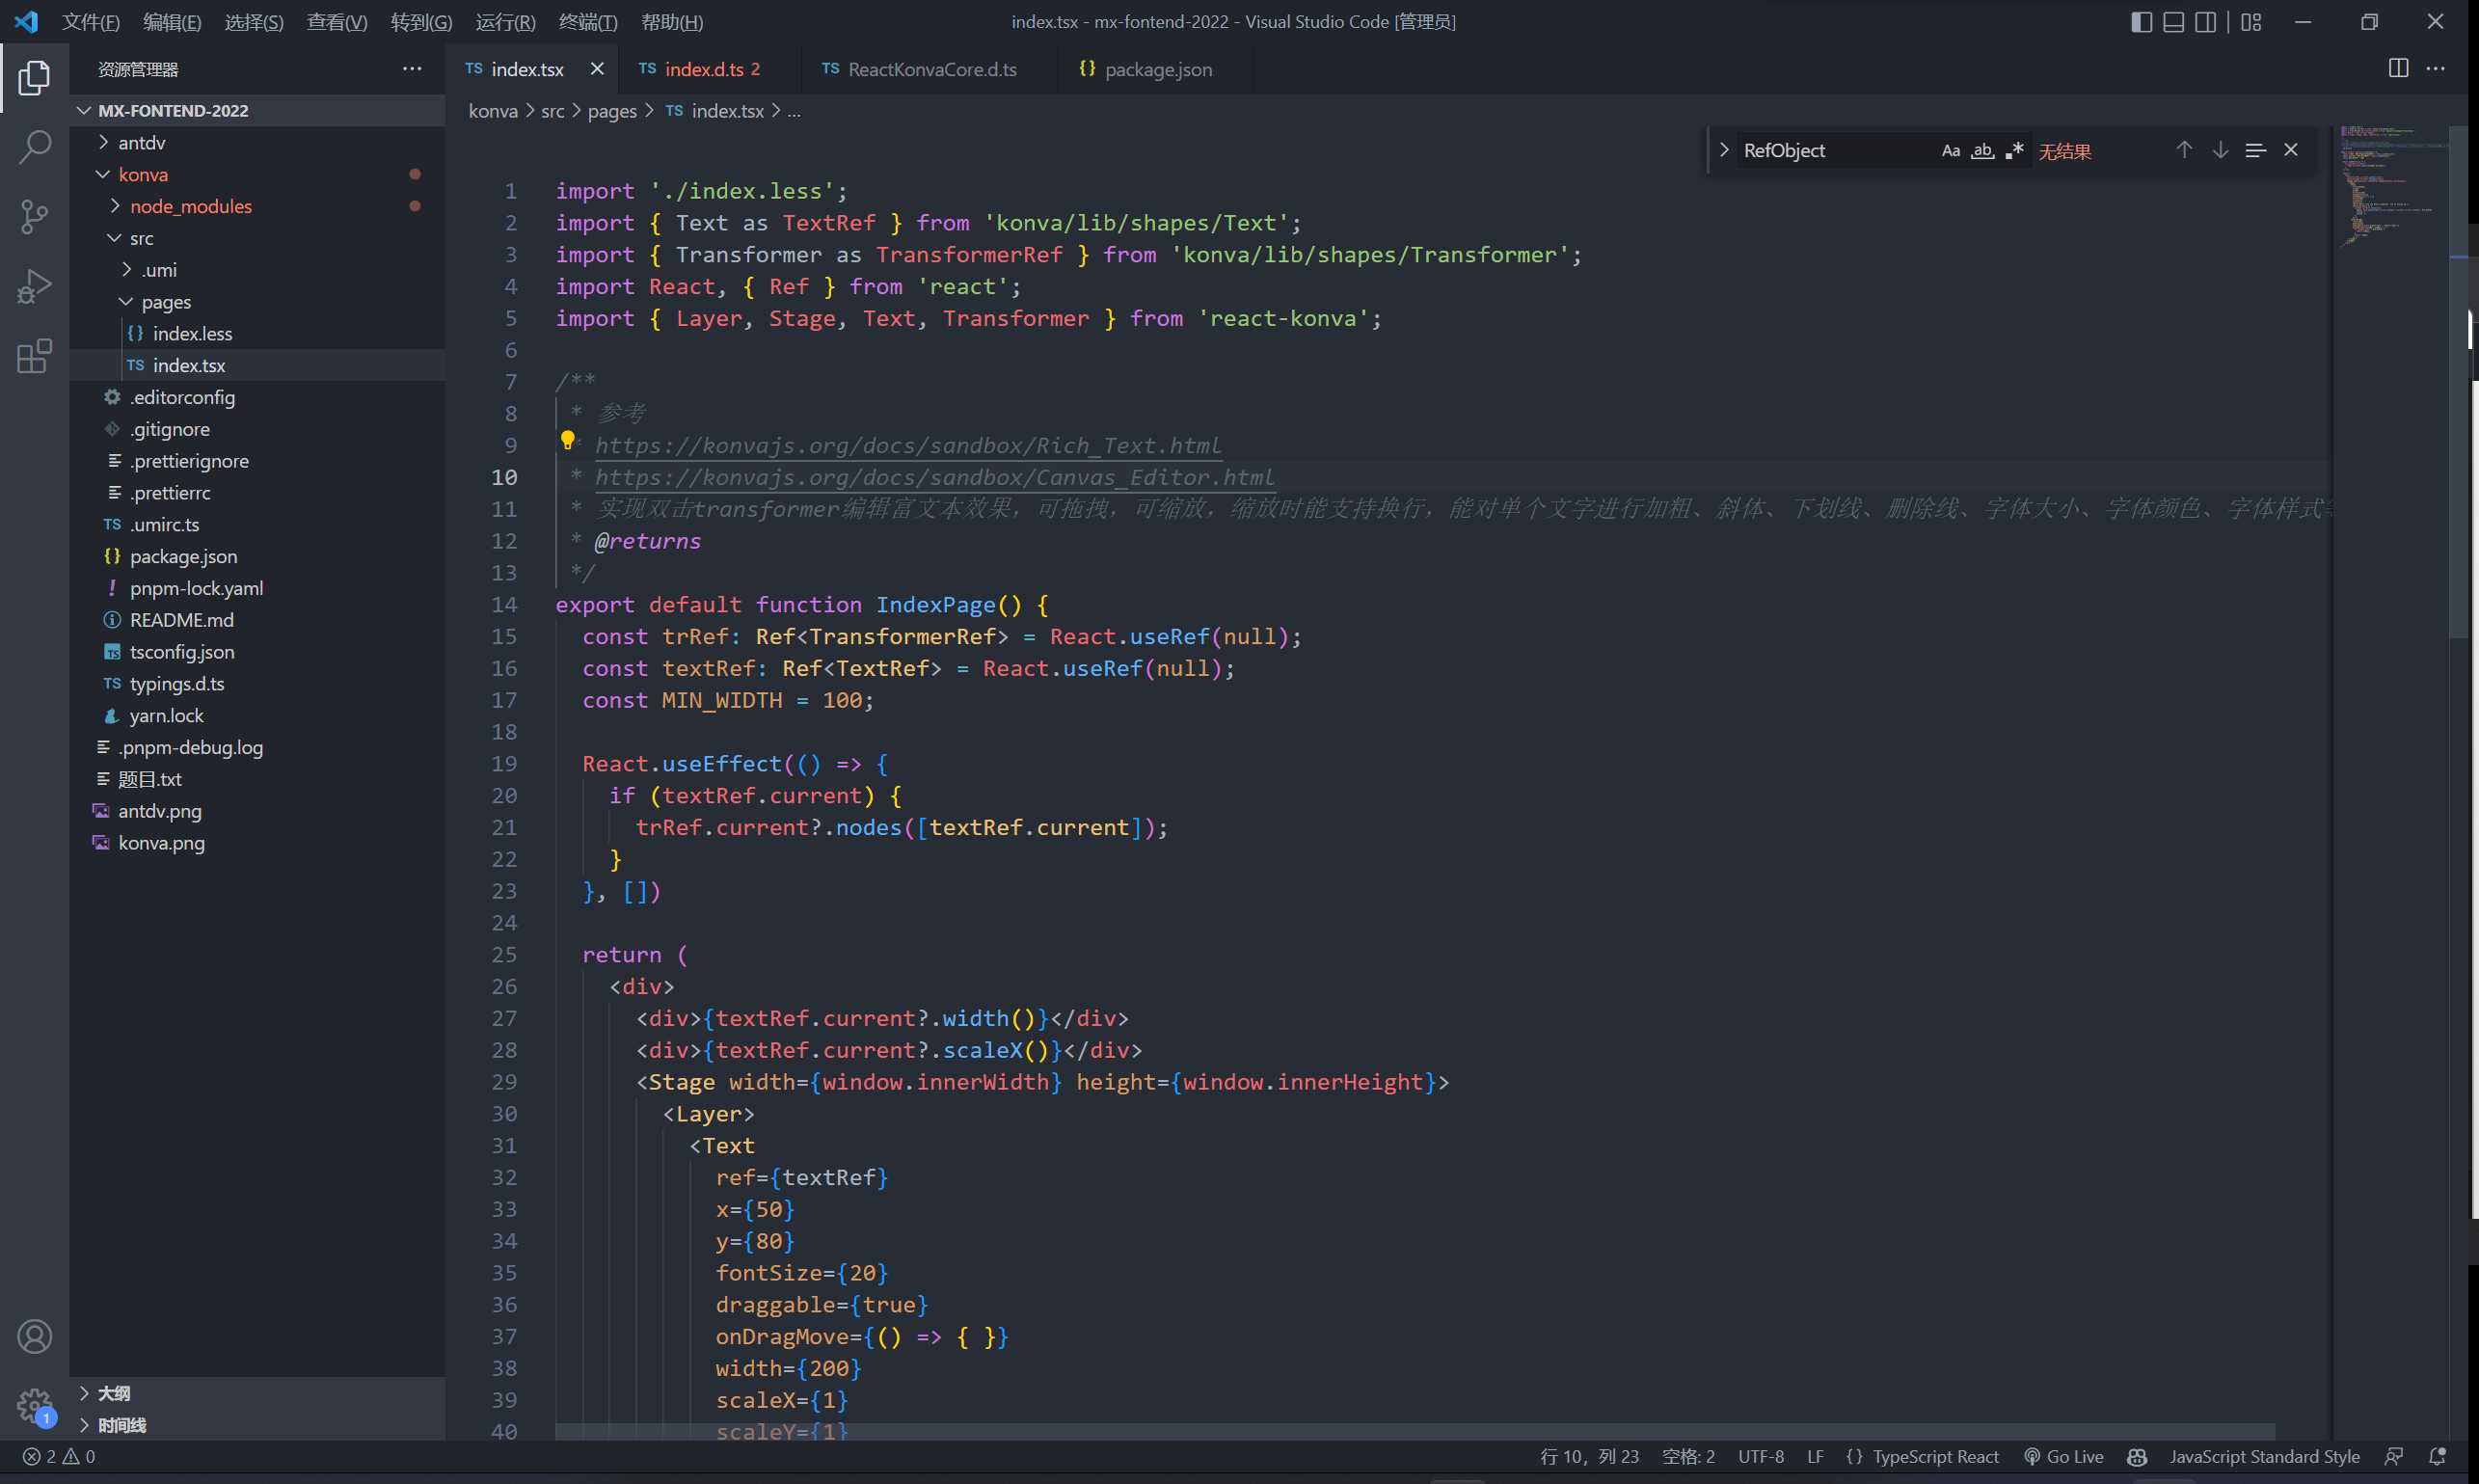 文件(F) 编辑(E) 选择(S) 查看(V) 转到(G) 运行(R) 终端(T) 帮助(H) index.tsx - mx-fontend-2022 - Visual Studio Code [管理员]
资源管理器 ···
TS index.tsx TS index.d.ts 2 TS ReactKonvaCore.d.ts {} package.json
MX-FONTEND-2022
antdv
konva
node_modules
src
.umi
pages
{} index.less
TS index.tsx
.editorconfig
.gitignore
.prettierignore
.prettierrc
TS .umirc.ts
{} package.json
! pnpm-lock.yaml
README.md
TS tsconfig.json
TS typings.d.ts
yarn.lock
.pnpm-debug.log
题目.txt
antdv.png
konva.png
大纲
时间线
1
konva > src > pages > TS index.tsx > ...
RefObject Aa ab .* 无结果
1 import './index.less';
2 import { Text as TextRef } from 'konva/lib/shapes/Text';
3 import { Transformer as TransformerRef } from 'konva/lib/shapes/Transformer';
4 import React, { Ref } from 'react';
5 import { Layer, Stage, Text, Transformer } from 'react-konva';
6
7 /**
8  * 参考
9  * https://konvajs.org/docs/sandbox/Rich_Text.html
10  * https://konvajs.org/docs/sandbox/Canvas_Editor.html
11  * 实现双击transformer编辑富文本效果，可拖拽，可缩放，缩放时能支持换行，能对单个文字进行加粗、斜体、下划线、删除线、字体大小、字体颜色、字体样式
12  * @returns
13  */
14 export default function IndexPage() {
15   const trRef: Ref<TransformerRef> = React.useRef(null);
16   const textRef: Ref<TextRef> = React.useRef(null);
17   const MIN_WIDTH = 100;
18
19   React.useEffect(() => {
20     if (textRef.current) {
21       trRef.current?.nodes([textRef.current]);
22     }
23   }, [])
24
25   return (
26     <div>
27       <div>{textRef.current?.width()}</div>
28       <div>{textRef.current?.scaleX()}</div>
29       <Stage width={window.innerWidth} height={window.innerHeight}>
30         <Layer>
31           <Text
32             ref={textRef}
33             x={50}
34             y={80}
35             fontSize={20}
36             draggable={true}
37             onDragMove={() => { }}
38             width={200}
39             scaleX={1}
40             scaleY={1}
2 0 行 10，列 23 空格: 2 UTF-8 LF {} TypeScript React Go Live JavaScript Standard Style